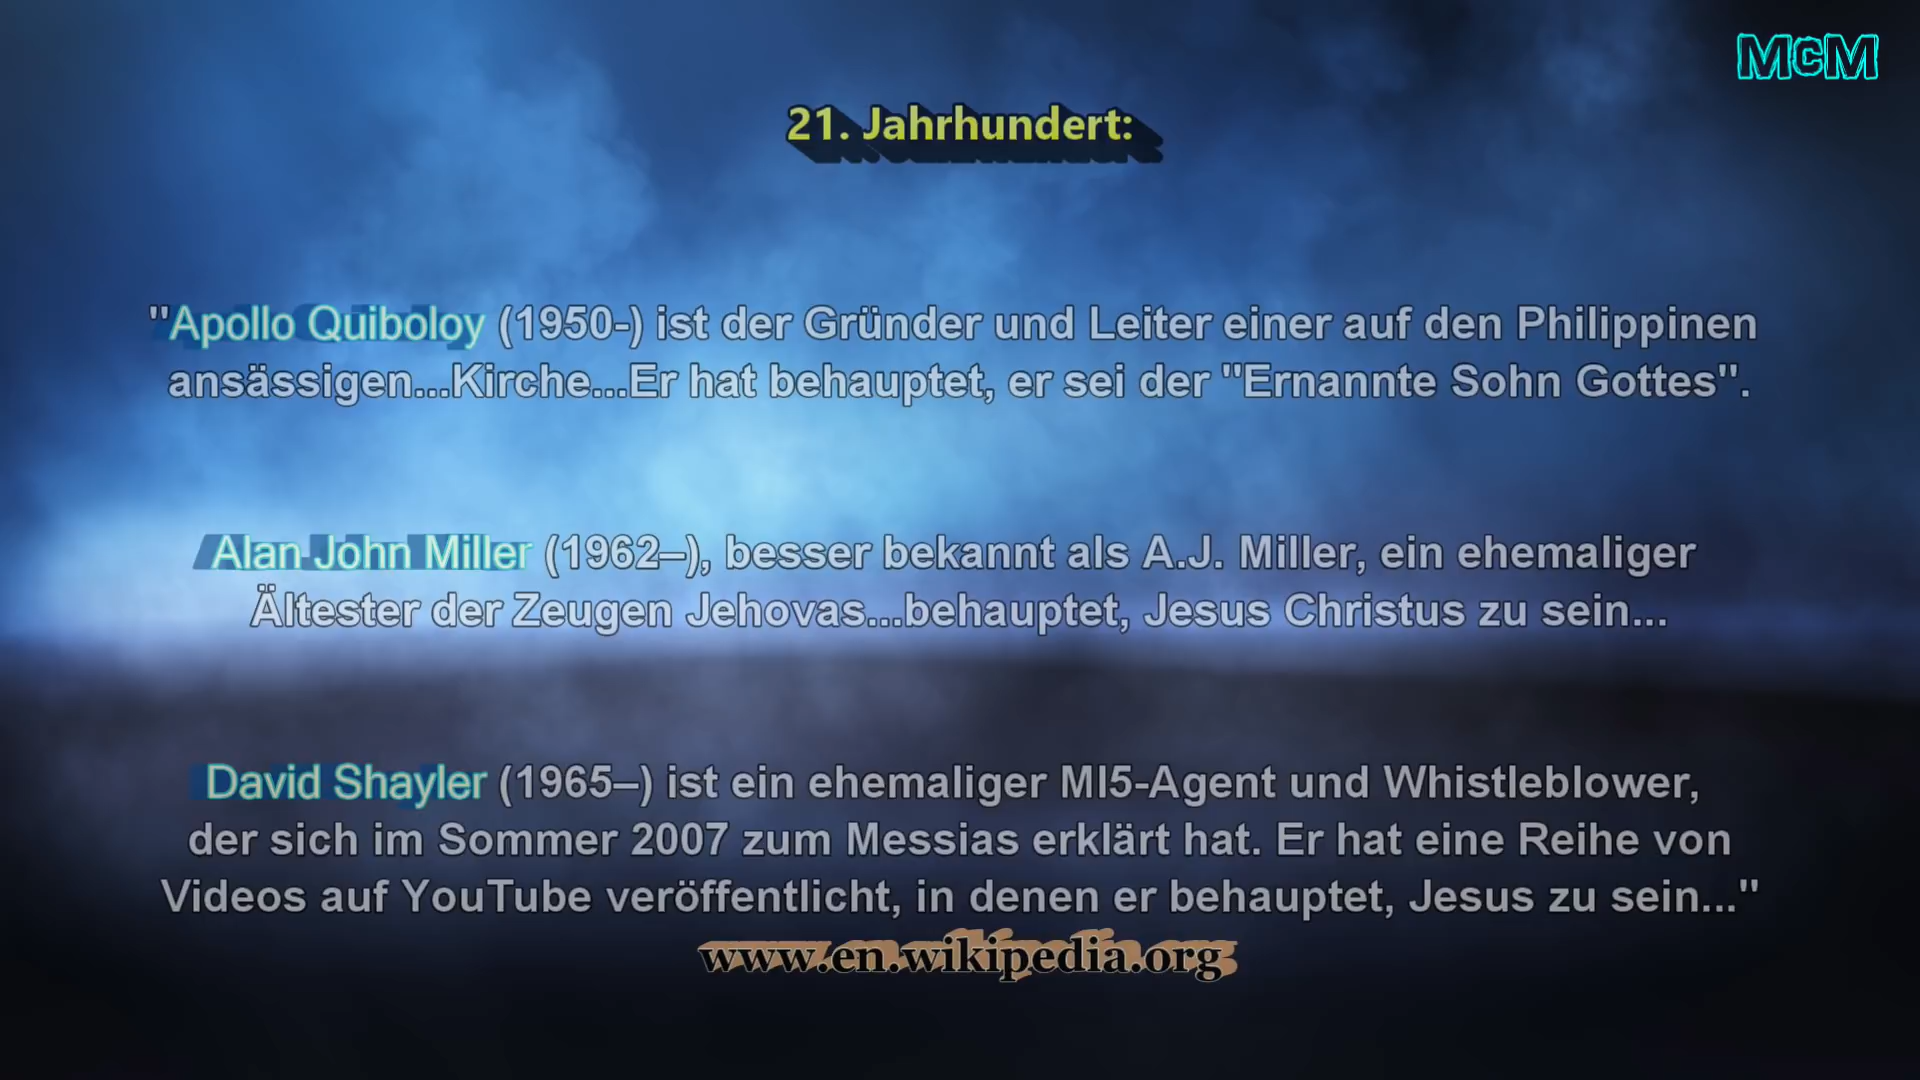 McM
21. Jahrhundert:
"Apollo Quiboloy (1950-) ist der Gründer und Leiter einer auf den Philippinen
ansässigen...Kirche...Er hat behauptet, er sei der "Ernannte Sohn Gottes".
Alan John Miller (1962–), besser bekannt als A.J. Miller, ein ehemaliger
Ältester der Zeugen Jehovas...behauptet, Jesus Christus zu sein...
David Shayler (1965–) ist ein ehemaliger MI5-Agent und Whistleblower,
der sich im Sommer 2007 zum Messias erklärt hat. Er hat eine Reihe von
Videos auf YouTube veröffentlicht, in denen er behauptet, Jesus zu sein..."
www.en.wikipedia.org